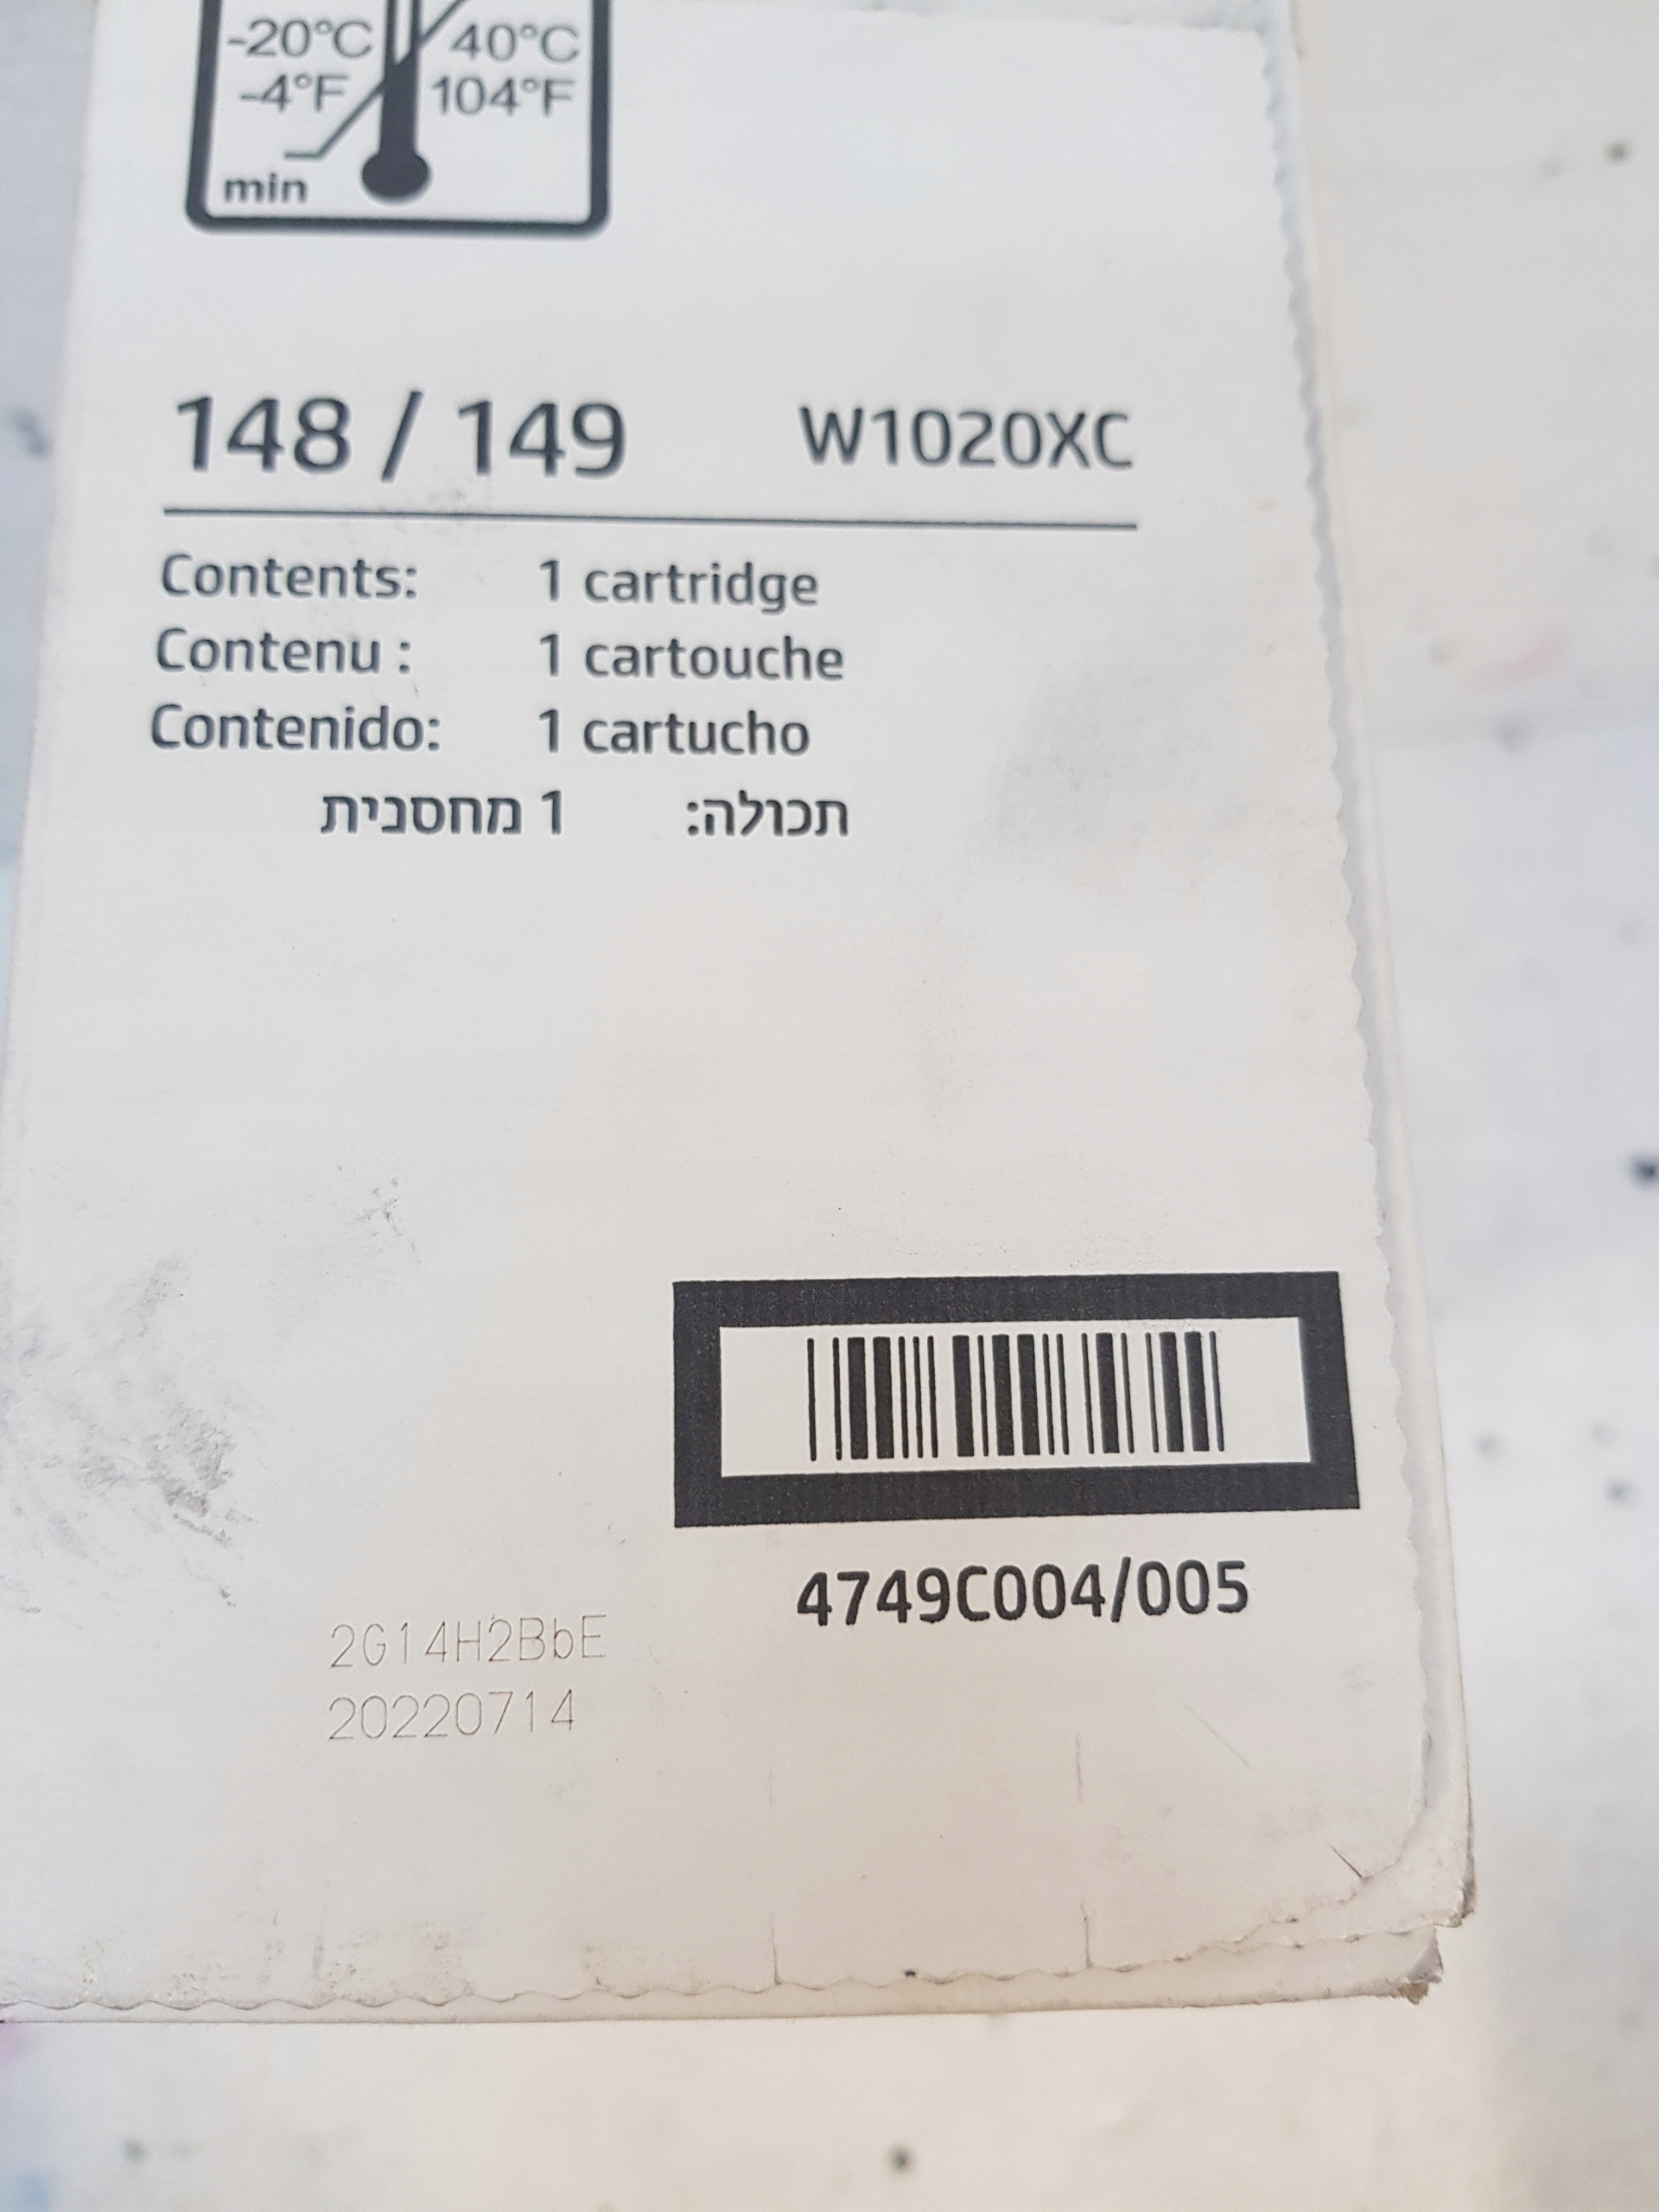 -20°C 40°C
-4°F 104°F
min
148 / 149 W1020XC
Contents: 1 cartridge
Contenu : 1 cartouche
Contenido: 1 cartucho
תכולה: 1 מחסנית
4749C004/005
2G14H2BbE
20220714